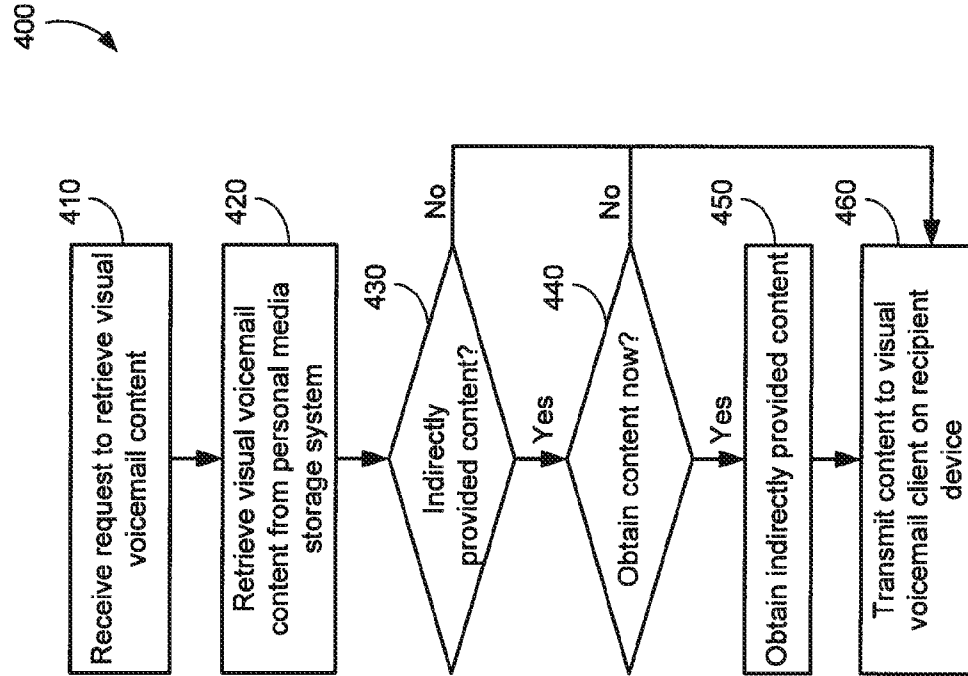 400
410
Receive request to retrieve visual
voicemail content
420
Retrieve visual voicemail
content from personal media
storage system
430
Indirectly
provided content?
No
Yes
440
Obtain content now?
No
Yes
450
Obtain indirectly provided content
460
Transmit content to visual
voicemail client on recipient
device